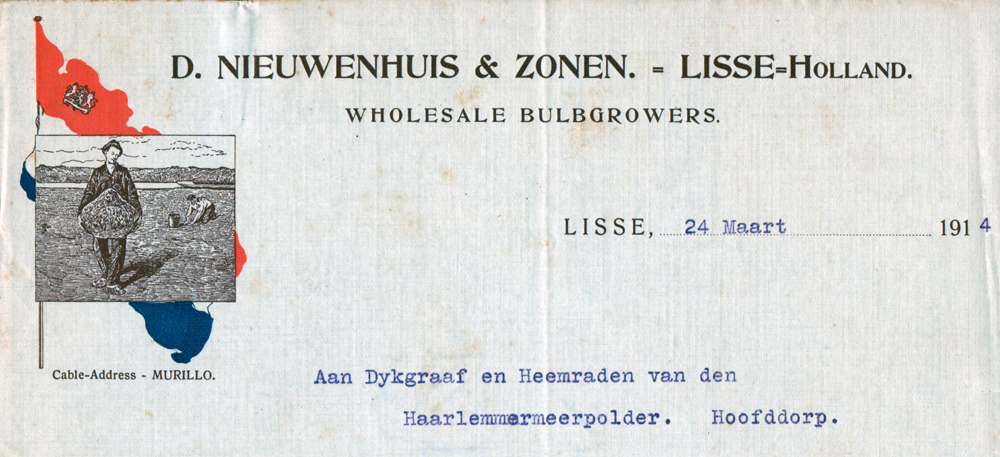 D. NIEUWENHUIS & ZONEN. = LISSE=HOLLAND.
WHOLESALE BULBGROWERS.
LISSE, 24 Maart 1914
Cable-Address - MURILLO.
Aan Dykgraaf en Heemraden van den
Haarlemmermeerpolder. Hoofddorp.